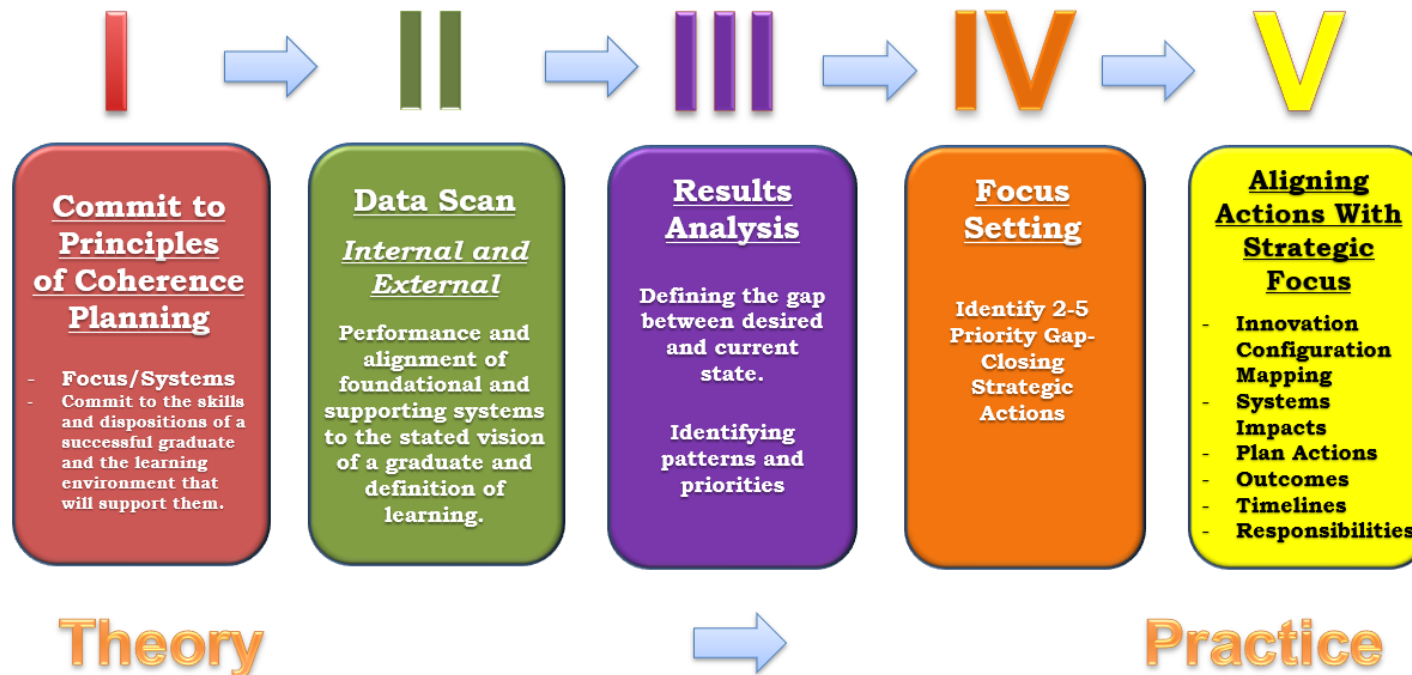 I
II
III
IV
V
Commit to
Principles
of Coherence
Planning
- Focus/Systems
- Commit to the skills
and dispositions of a
successful graduate
and the learning
environment that
will support them.
Data Scan
Internal and
External
Performance and
alignment of
foundational and
supporting systems
to the stated vision
of a graduate and
definition of
learning.
Results
Analysis
Defining the gap
between desired
and current
state.
Identifying
patterns and
priorities
Focus
Setting
Identify 2-5
Priority Gap-
Closing
Strategic
Actions
Aligning
Actions With
Strategic
Focus
- Innovation
Configuration
Mapping
- Systems
Impacts
- Plan Actions
- Outcomes
- Timelines
- Responsibilities
Theory
Practice